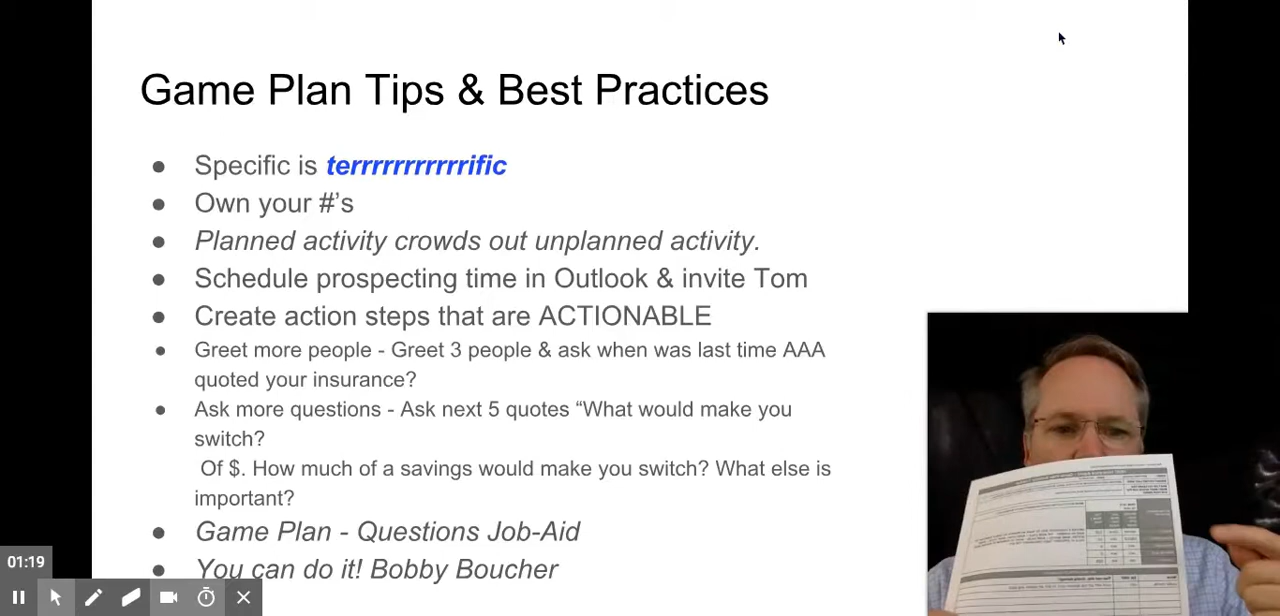 Game Plan Tips & Best Practices
● Specific is terrrrrrrrrrrific
● Own your #'s
● Planned activity crowds out unplanned activity.
● Schedule prospecting time in Outlook & invite Tom
● Create action steps that are ACTIONABLE
● Greet more people - Greet 3 people & ask when was last time AAA
quoted your insurance?
● Ask more questions - Ask next 5 quotes “What would make you
switch?
Of $. How much of a savings would make you switch? What else is
important?
● Game Plan - Questions Job-Aid
● You can do it! Bobby Boucher
01:19